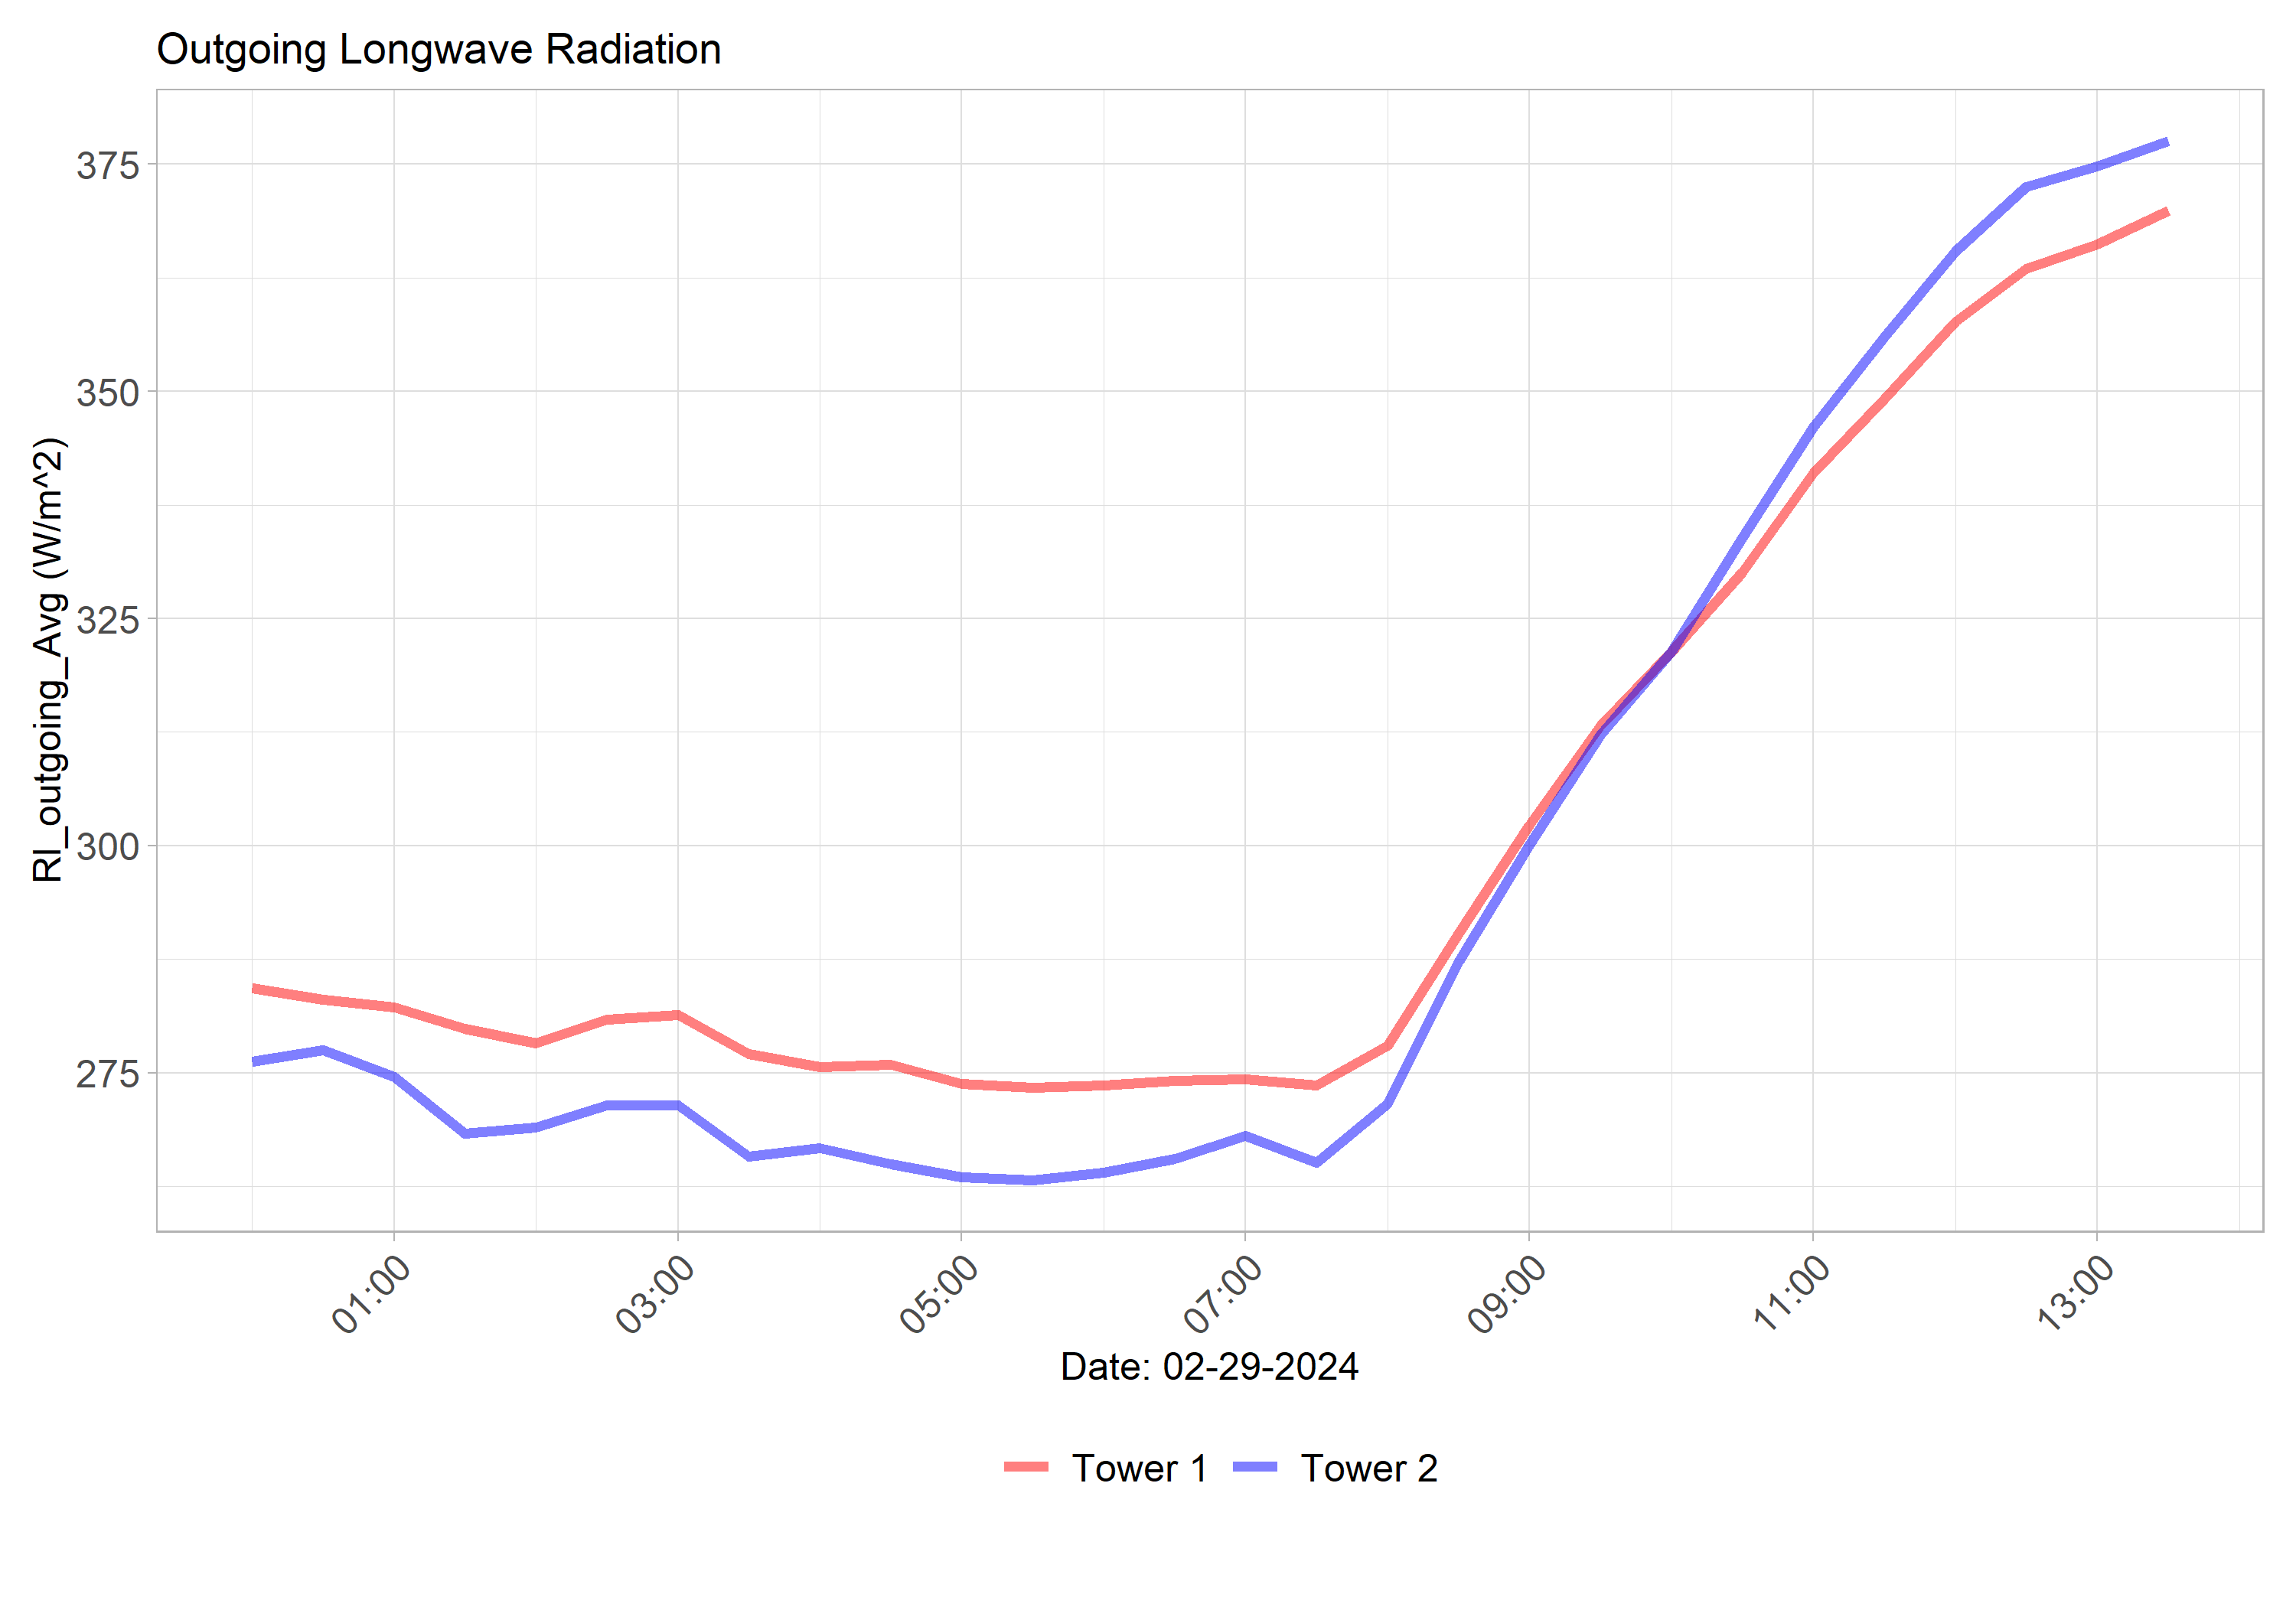 Outgoing Longwave Radiation
Rl_outgoing_Avg (W/m^2)
375
350
325
300
275
01:00
03:00
05:00
07:00
09:00
11:00
13:00
Date: 02-29-2024
Tower 1
Tower 2